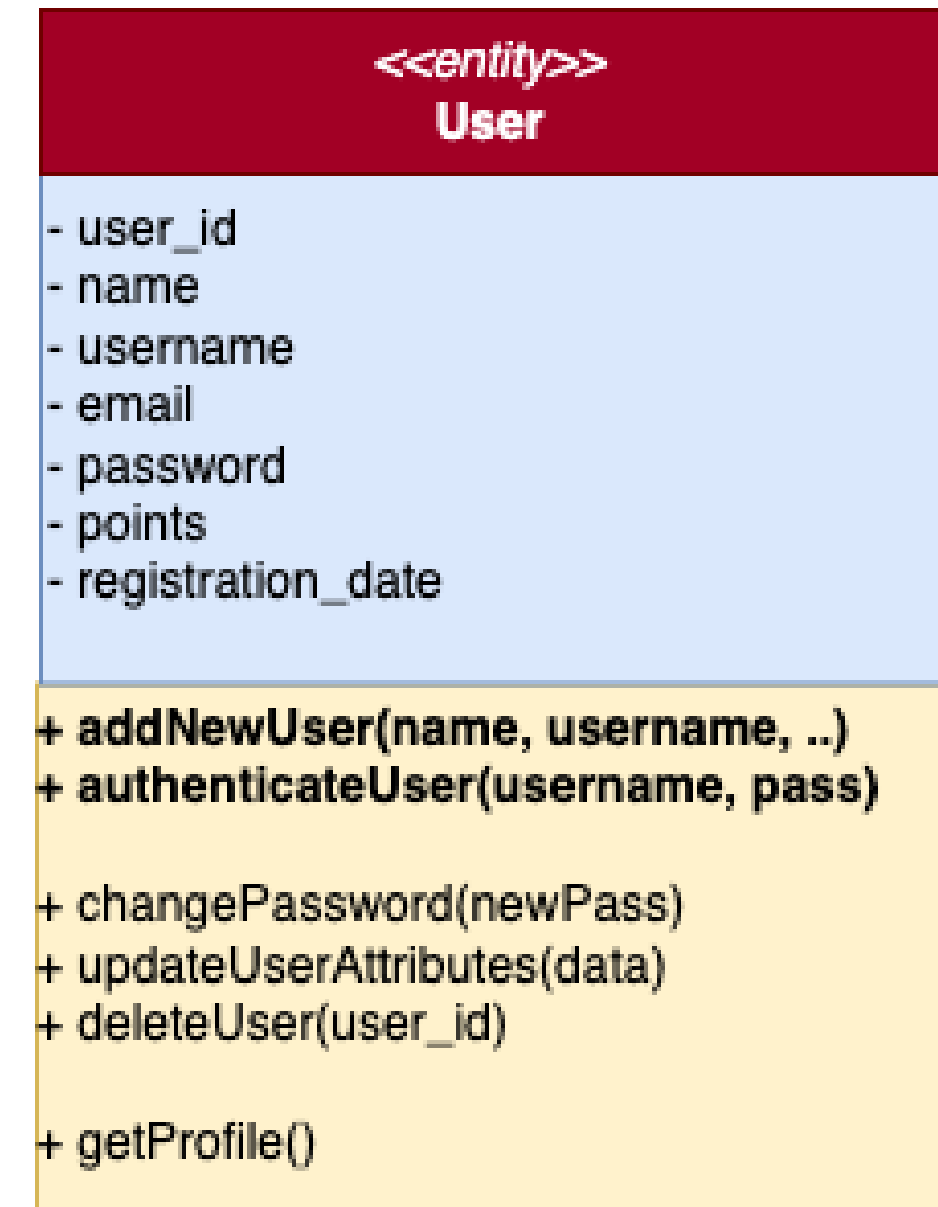 <<entity>>
User
- user_id
- name
- username
- email
- password
- points
- registration_date
+ addNewUser(name, username, ..)
+ authenticateUser(username, pass)
+ changePassword(newPass)
+ updateUserAttributes(data)
+ deleteUser(user_id)
+ getProfile()